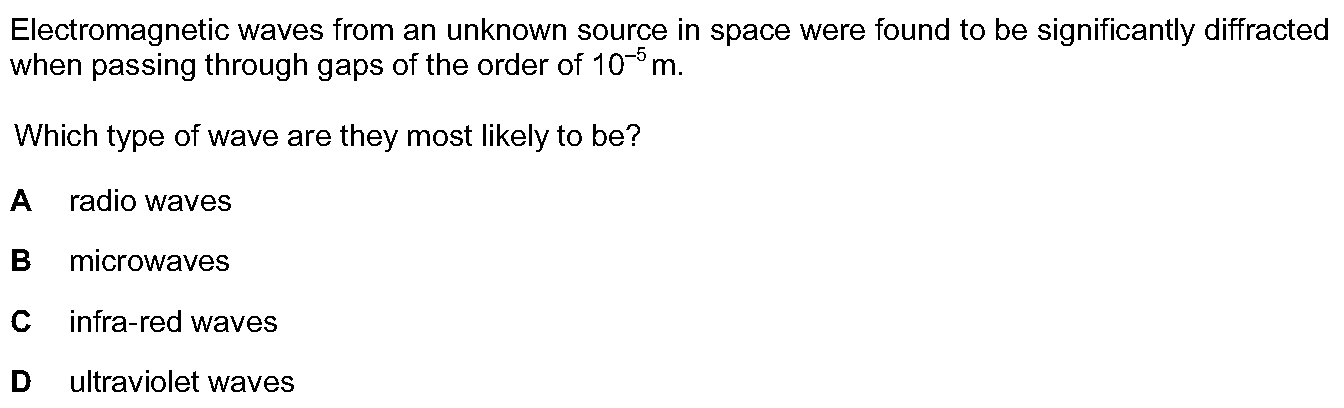 Electromagnetic waves from an unknown source in space were found to be significantly diffracted
when passing through gaps of the order of 10⁻⁵ m.
Which type of wave are they most likely to be?
A radio waves
B microwaves
C infra-red waves
D ultraviolet waves